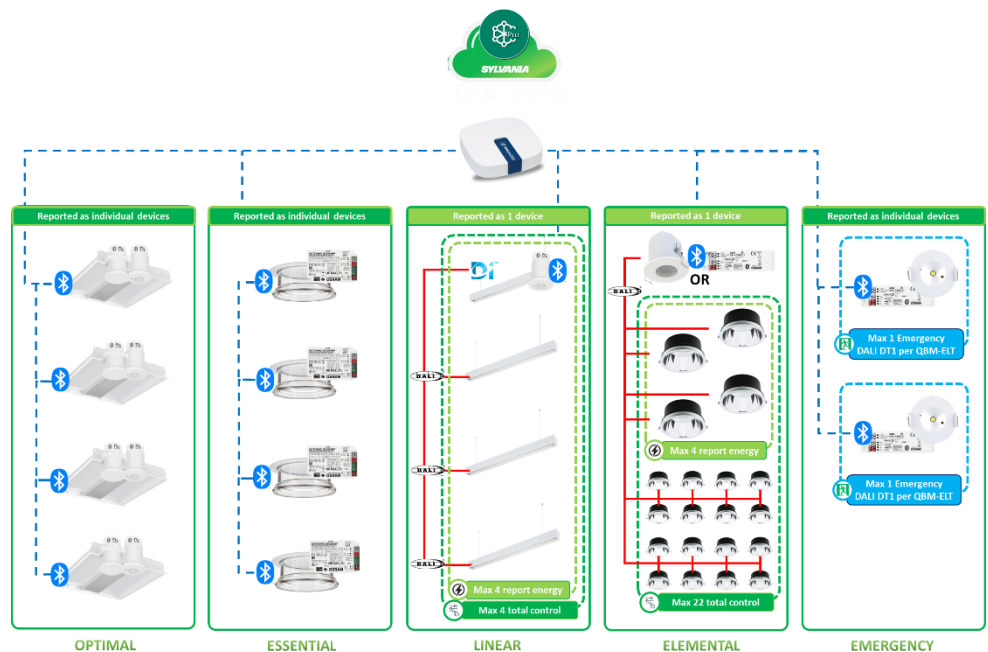 Pro
SYLVANIA
Reported as individual devices
Reported as individual devices
Reported as 1 device
Reported as 1 device
Reported as individual devices
OR
DALI
DALI
DALI
DALI
Max 4 report energy
Max 4 total control
Max 4 report energy
Max 22 total control
Max 1 Emergency
DALI DT1 per QBM-ELT
Max 1 Emergency
DALI DT1 per QBM-ELT
OSRAM
OPTIMAL
ESSENTIAL
LINEAR
ELEMENTAL
EMERGENCY